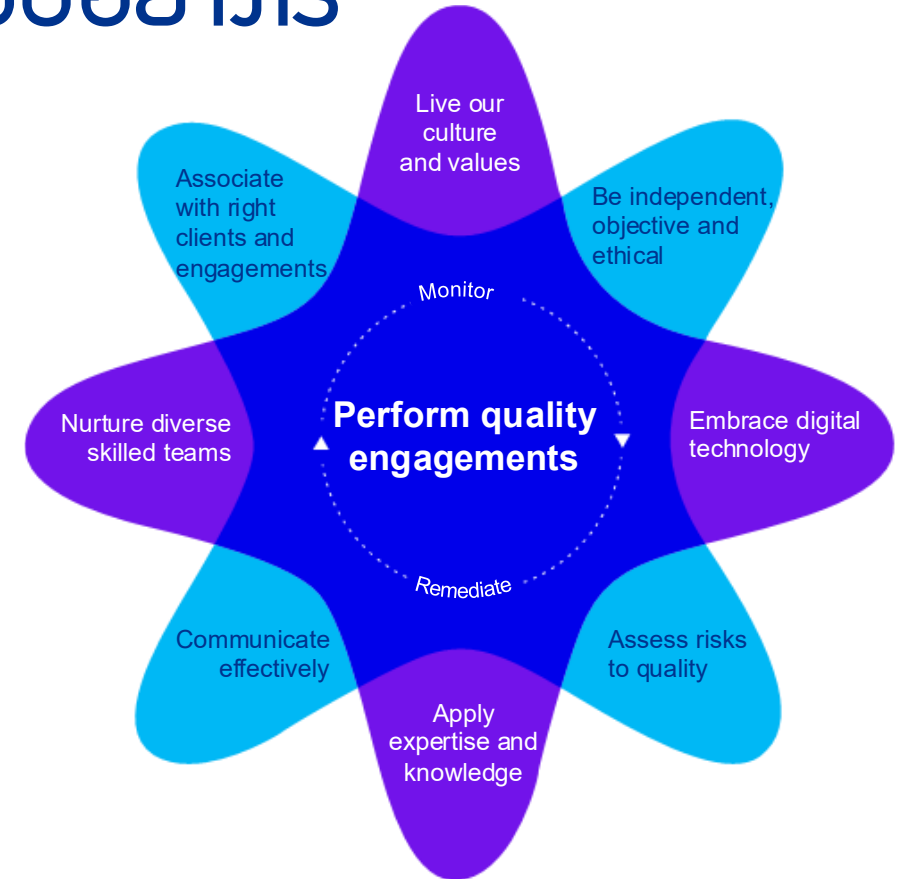 Live our
culture
and values
Be independent,
objective and
ethical
Embrace digital
technology
Assess risks
to quality
Apply
expertise and
knowledge
Communicate
effectively
Nurture diverse
skilled teams
Associate
with right
clients and
engagements
Monitor
Perform quality
engagements
Remediate